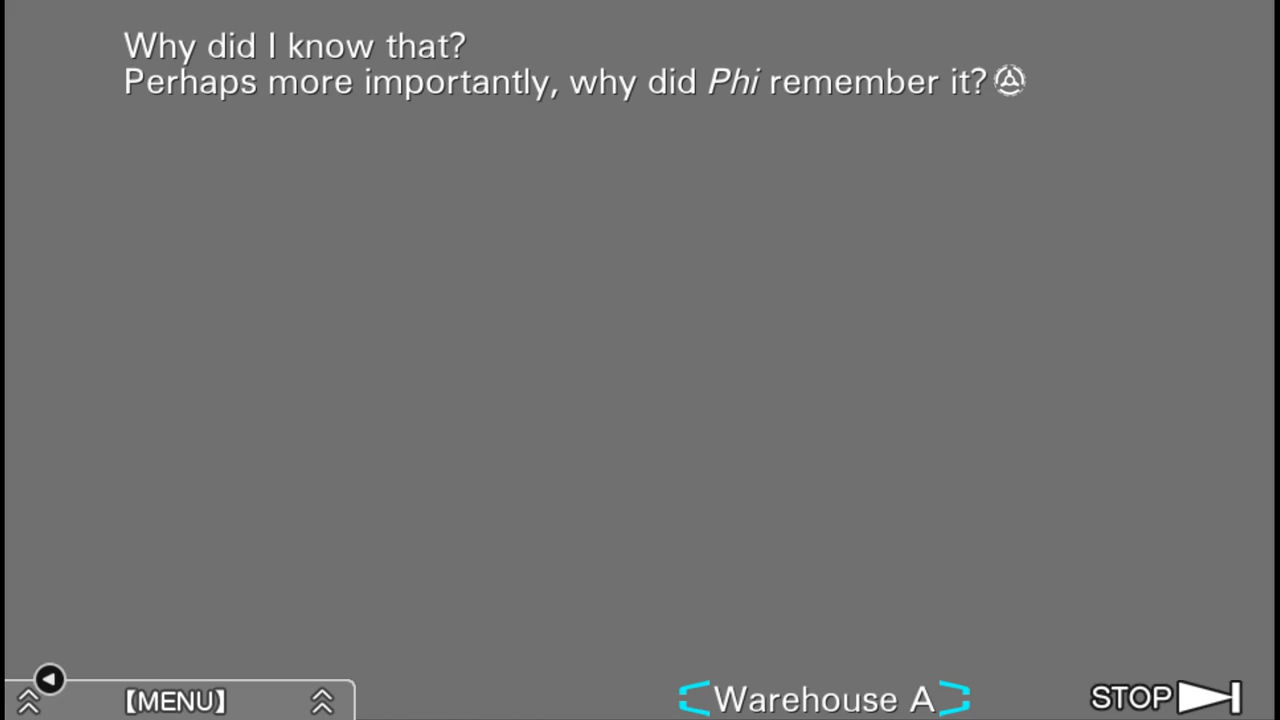 Why did I know that?
Perhaps more importantly, why did Phi remember it?
【MENU】
Warehouse A
STOP